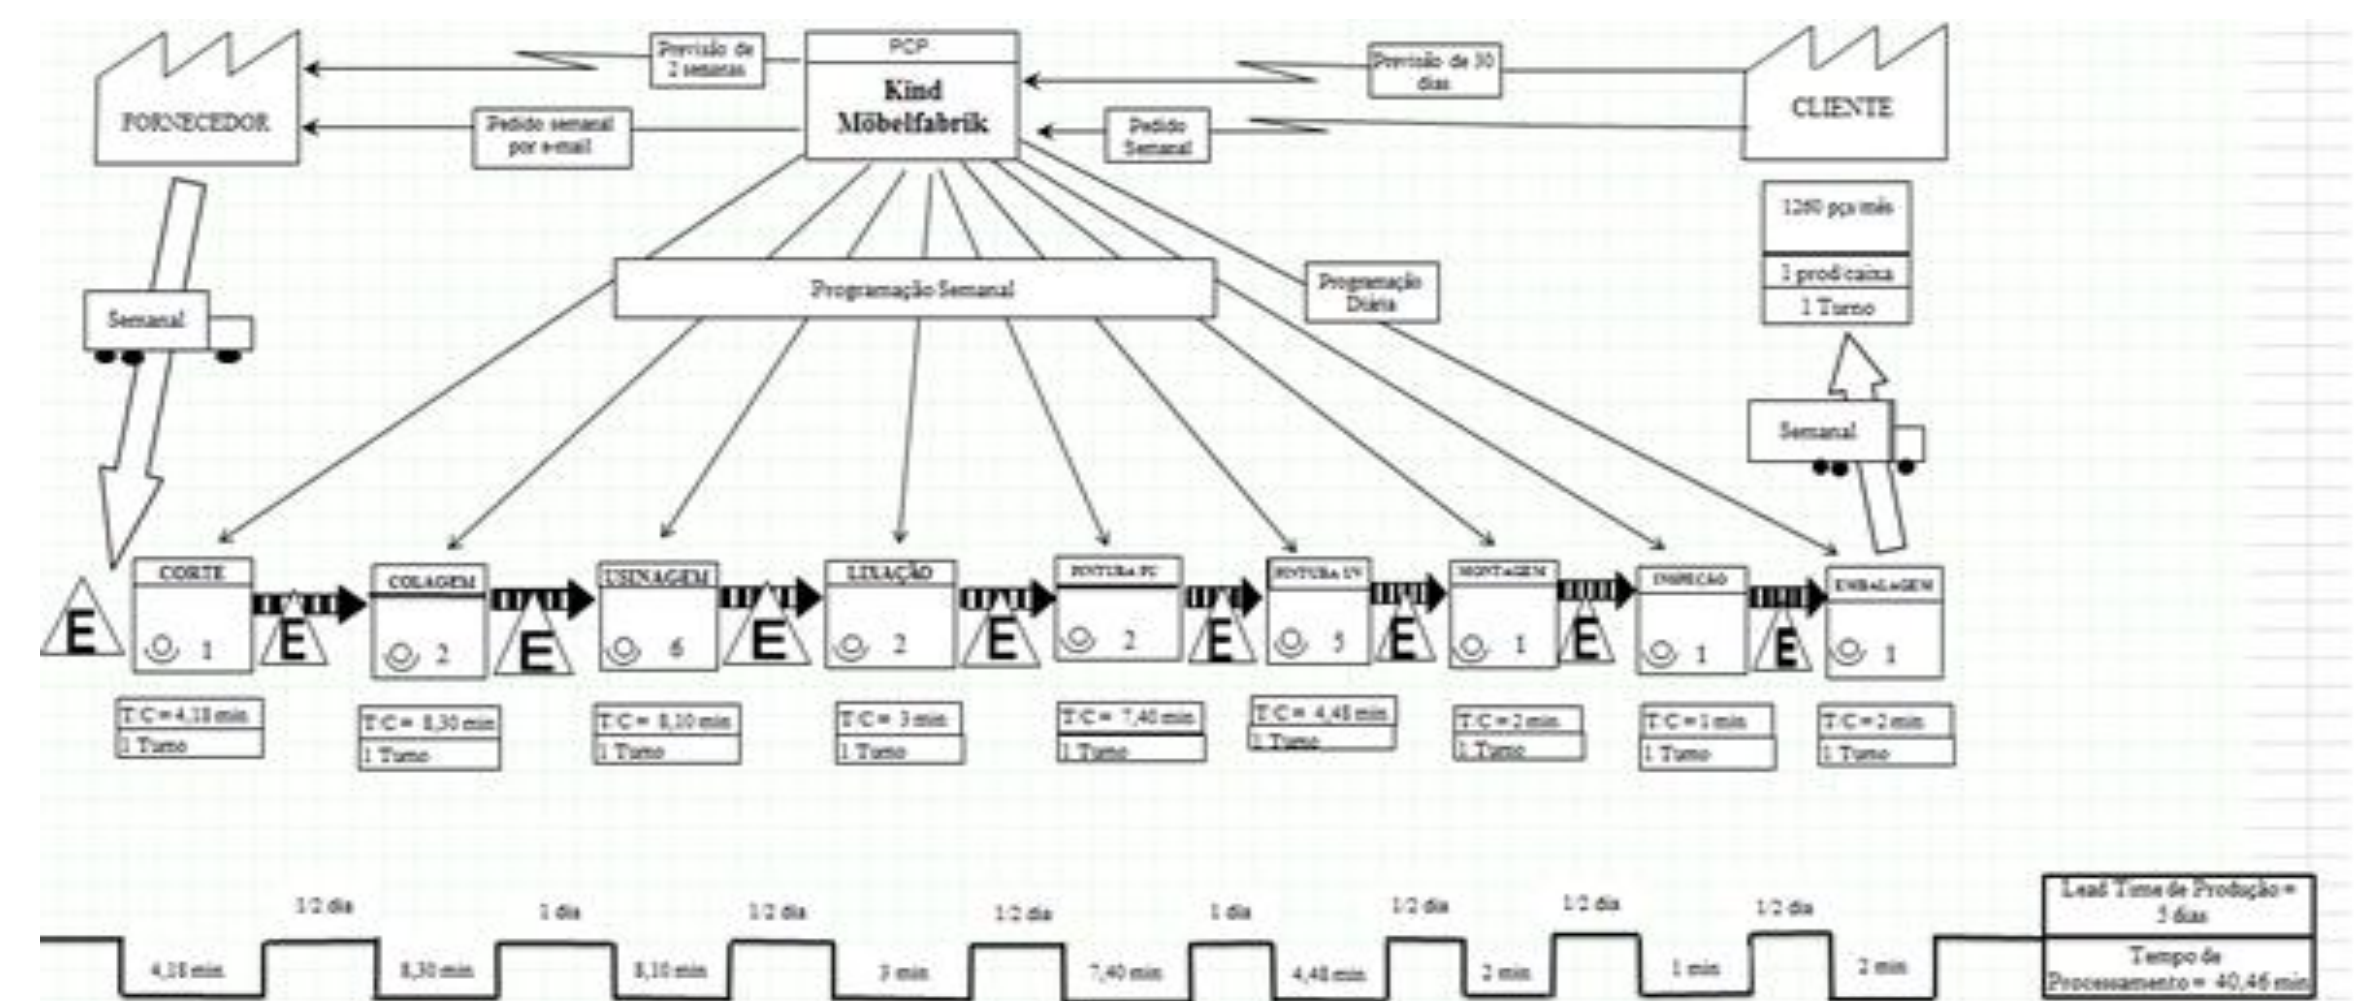 PCP
Kind
Möbelfabrik
FORNECEDOR
CLIENTE
Previsão de
2 semanas
Pedido semanal
por e-mail
Previsão de 30
dias
Pedido
Semanal
1260 pça/mês
1 prod/caixa
1 Turno
Programação Semanal
Programação
Diária
Semanal
Semanal
E
CORTE
1
E
COLAGEM
2
E
USINAGEM
6
E
LIXAÇÃO
2
E
PINTURA PU
2
E
PINTURA UV
5
E
MONTAGEM
1
E
INSPEÇÃO
1
E
EMBALAGEM
1
T/C = 4,18 min
1 Turno
T/C = 8,30 min
1 Turno
T/C = 8,10 min
1 Turno
T/C = 3 min
1 Turno
T/C = 7,40 min
1 Turno
T/C = 4,48 min
1 Turno
T/C = 2 min
1 Turno
T/C = 1 min
1 Turno
T/C = 2 min
1 Turno
1/2 dia
1 dia
1/2 dia
1/2 dia
1 dia
1/2 dia
1/2 dia
1/2 dia
4,18 min
8,30 min
8,10 min
3 min
7,40 min
4,48 min
2 min
1 min
2 min
Lead Time de Produção =
5 dias
Tempo de
Processamento = 40,46 min